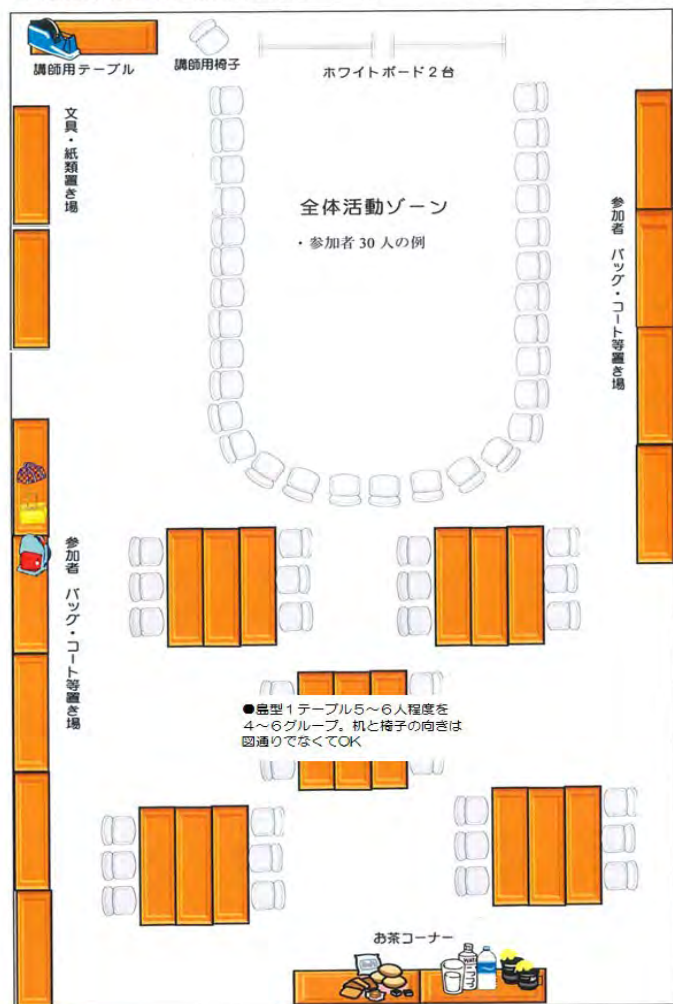 講師用テーブル
講師用椅子
ホワイトボード2台
文具・紙類置き場
全体活動ゾーン
・参加者30人の例
参加者 バッグ・コート等置き場
参加者 バッグ・コート等置き場
●島型1テーブル5~6人程度を
4~6グループ。机と椅子の向きは
図通りでなくてOK
お茶コーナー